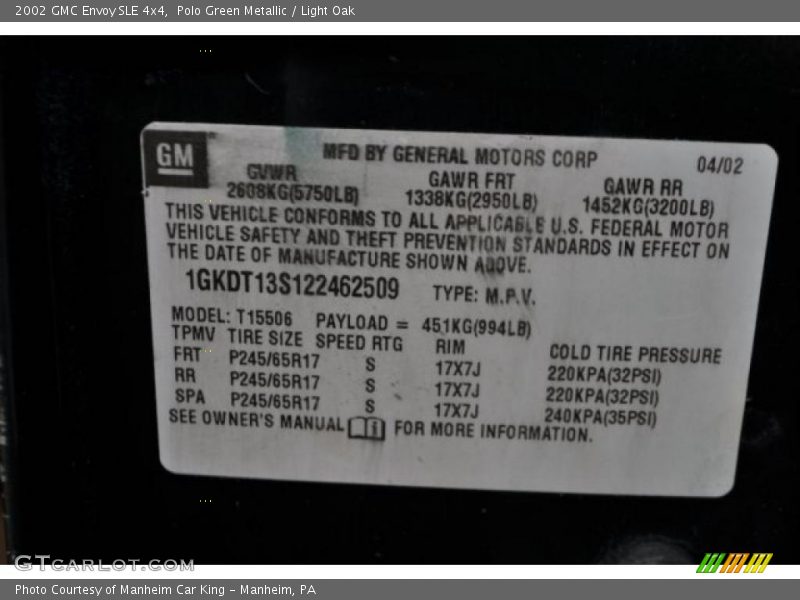 2002 GMC Envoy SLE 4x4, Polo Green Metallic / Light Oak
GM
MFD BY GENERAL MOTORS CORP
04/02
GVWR GAWR FRT GAWR RR
2608KG(5750LB) 1338KG(2950LB) 1452KG(3200LB)
THIS VEHICLE CONFORMS TO ALL APPLICABLE U.S. FEDERAL MOTOR
VEHICLE SAFETY AND THEFT PREVENTION STANDARDS IN EFFECT ON
THE DATE OF MANUFACTURE SHOWN ABOVE.
1GKDT13S122462509 TYPE: M.P.V.
MODEL: T15506 PAYLOAD = 451KG(994LB)
TPMV TIRE SIZE SPEED RTG RIM COLD TIRE PRESSURE
FRT P245/65R17 S 17X7J 220KPA(32PSI)
RR P245/65R17 S 17X7J 220KPA(32PSI)
SPA P245/65R17 S 17X7J 240KPA(35PSI)
SEE OWNER'S MANUAL FOR MORE INFORMATION.
GTcarlot.com
Photo Courtesy of Manheim Car King - Manheim, PA